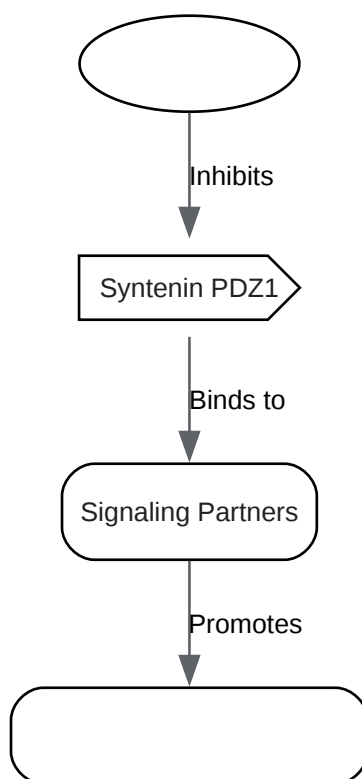 Inhibits
Syntenin PDZ1
Binds to
Signaling Partners
Promotes